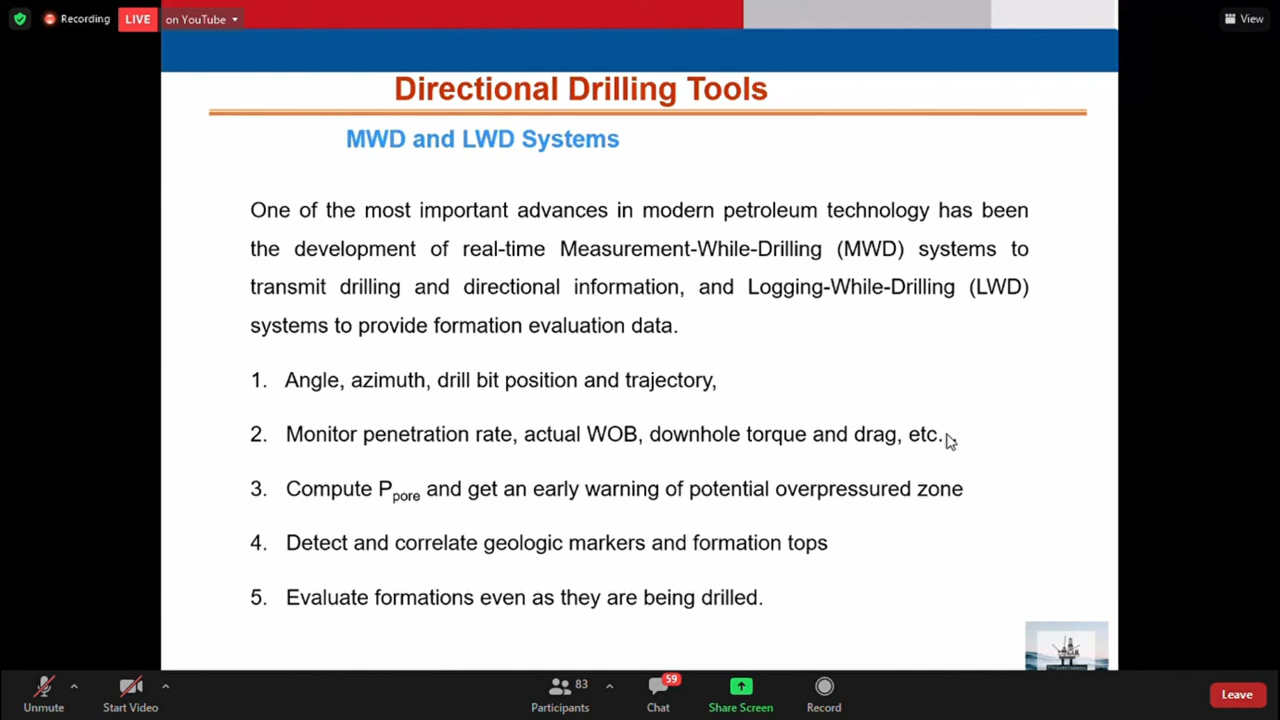 Recording LIVE on YouTube View
Directional Drilling Tools
MWD and LWD Systems
One of the most important advances in modern petroleum technology has been
the development of real-time Measurement-While-Drilling (MWD) systems to
transmit drilling and directional information, and Logging-While-Drilling (LWD)
systems to provide formation evaluation data.
1. Angle, azimuth, drill bit position and trajectory,
2. Monitor penetration rate, actual WOB, downhole torque and drag, etc.
3. Compute Ppore and get an early warning of potential overpressured zone
4. Detect and correlate geologic markers and formation tops
5. Evaluate formations even as they are being drilled.
83 59
Unmute Start Video Participants Chat Share Screen Record Leave